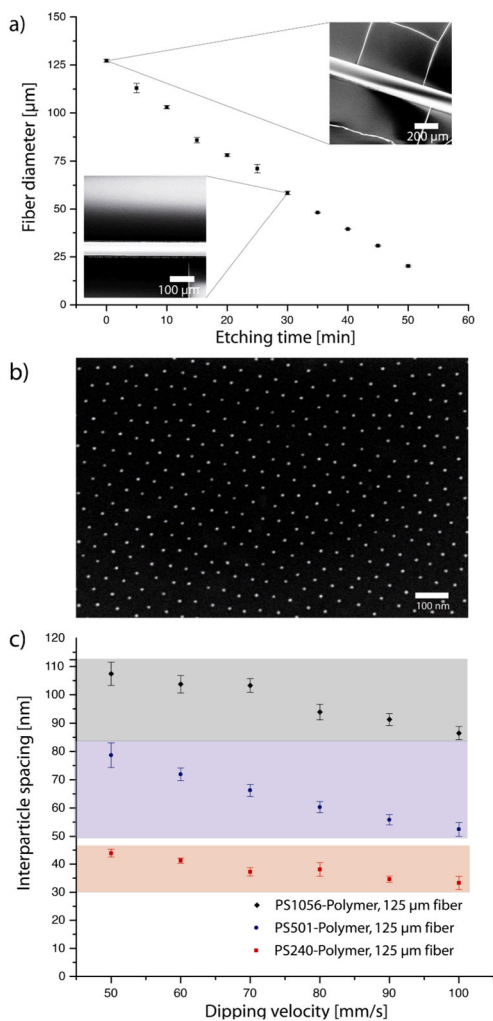 a)
150
125
100
75
50
25
0
Fiber diameter [µm]
200 µm
100 µm
0
10
20
30
40
50
60
Etching time [min]
b)
100 nm
c)
120
110
100
90
80
70
60
50
40
30
0
Interparticle spacing [nm]
PS1056-Polymer, 125 µm fiber
PS501-Polymer, 125 µm fiber
PS240-Polymer, 125 µm fiber
50
60
70
80
90
100
Dipping velocity [mm/s]